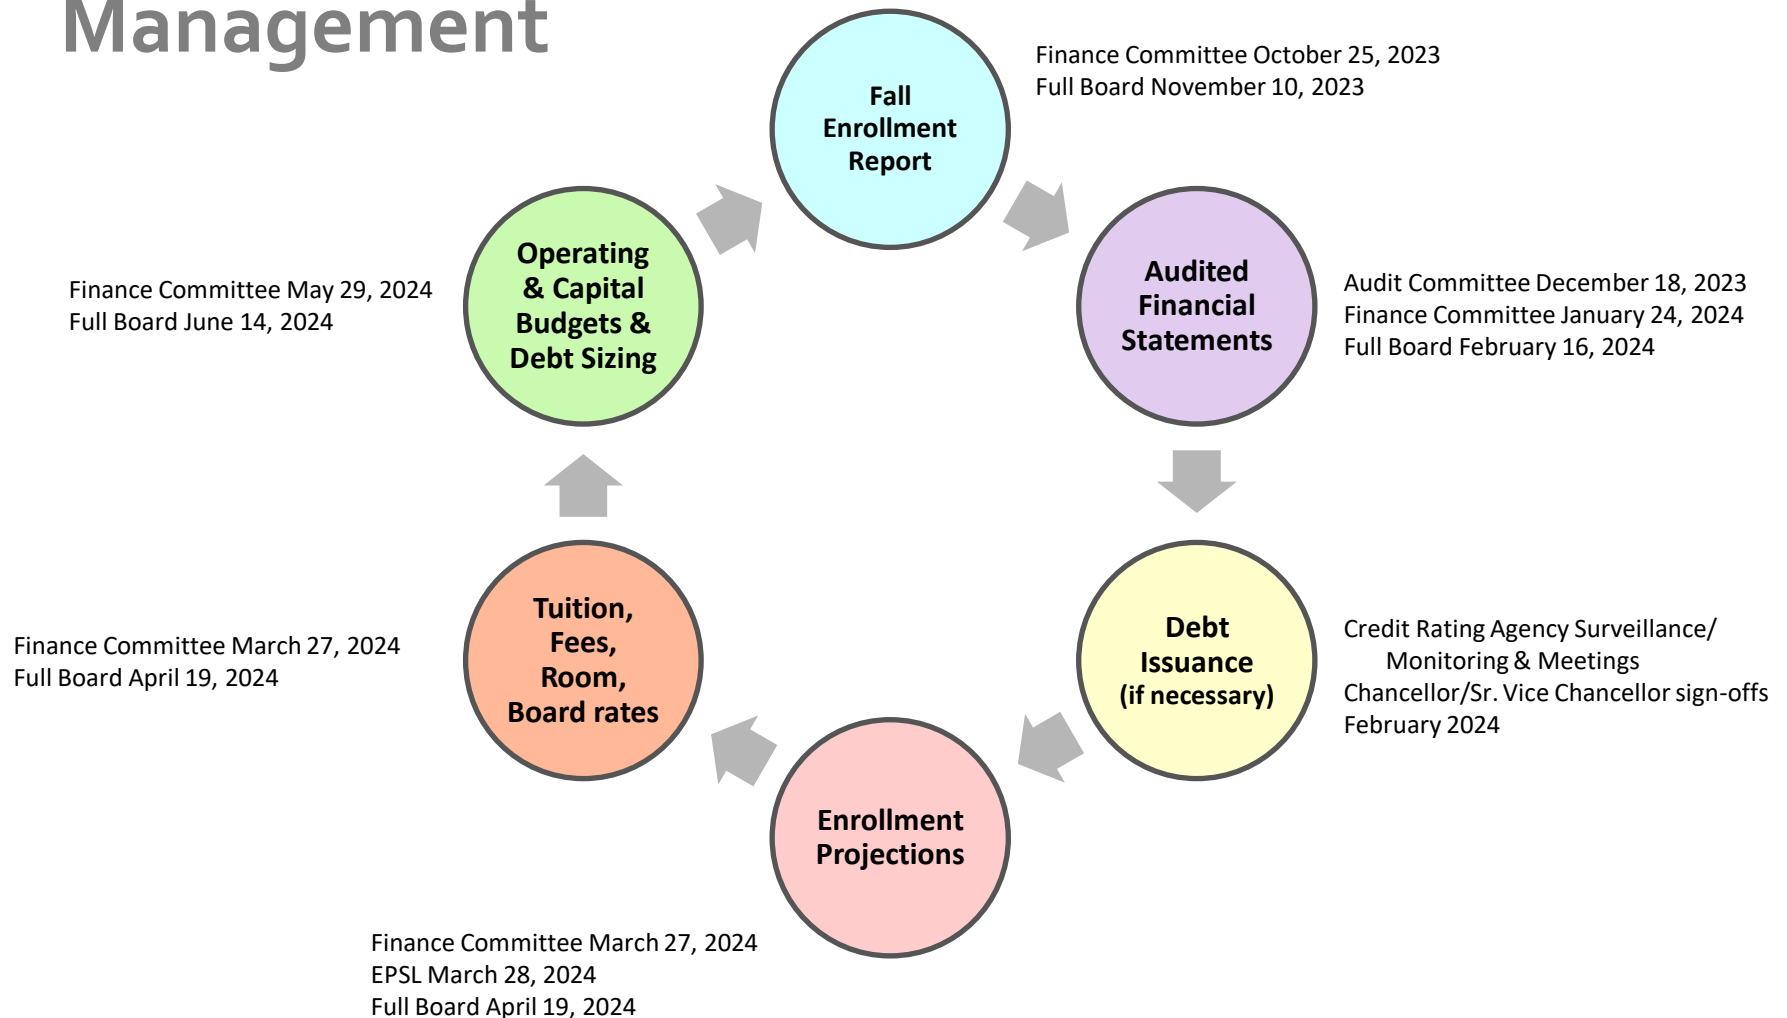 Management
Fall
Enrollment
Report
Finance Committee October 25, 2023
Full Board November 10, 2023
Audited
Financial
Statements
Audit Committee December 18, 2023
Finance Committee January 24, 2024
Full Board February 16, 2024
Debt
Issuance
(if necessary)
Credit Rating Agency Surveillance/
Monitoring & Meetings
Chancellor/Sr. Vice Chancellor sign-offs
February 2024
Enrollment
Projections
Finance Committee March 27, 2024
EPSL March 28, 2024
Full Board April 19, 2024
Tuition,
Fees,
Room,
Board rates
Finance Committee March 27, 2024
Full Board April 19, 2024
Operating
& Capital
Budgets &
Debt Sizing
Finance Committee May 29, 2024
Full Board June 14, 2024